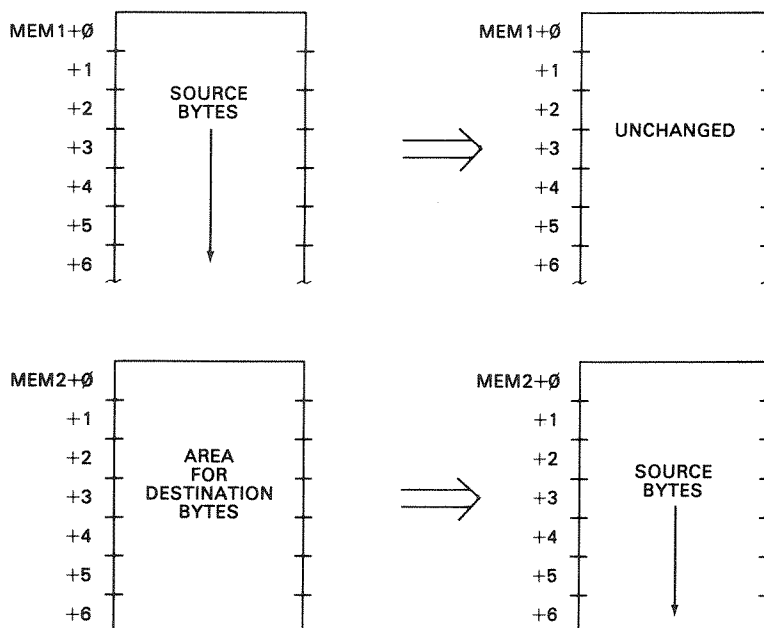 MEM1+Ø
+1
+2
+3
+4
+5
+6
SOURCE
BYTES
MEM1+Ø
+1
+2
+3
+4
+5
+6
UNCHANGED
MEM2+Ø
+1
+2
+3
+4
+5
+6
AREA
FOR
DESTINATION
BYTES
MEM2+Ø
+1
+2
+3
+4
+5
+6
SOURCE
BYTES